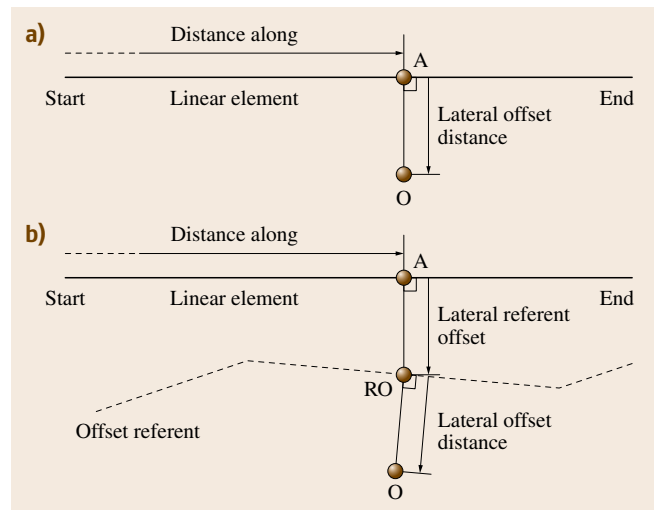 a)
Distance along
A
Start
Linear element
End
Lateral offset
distance
O
b)
Distance along
A
Start
Linear element
End
Lateral referent
offset
RO
Offset referent
Lateral offset
distance
O